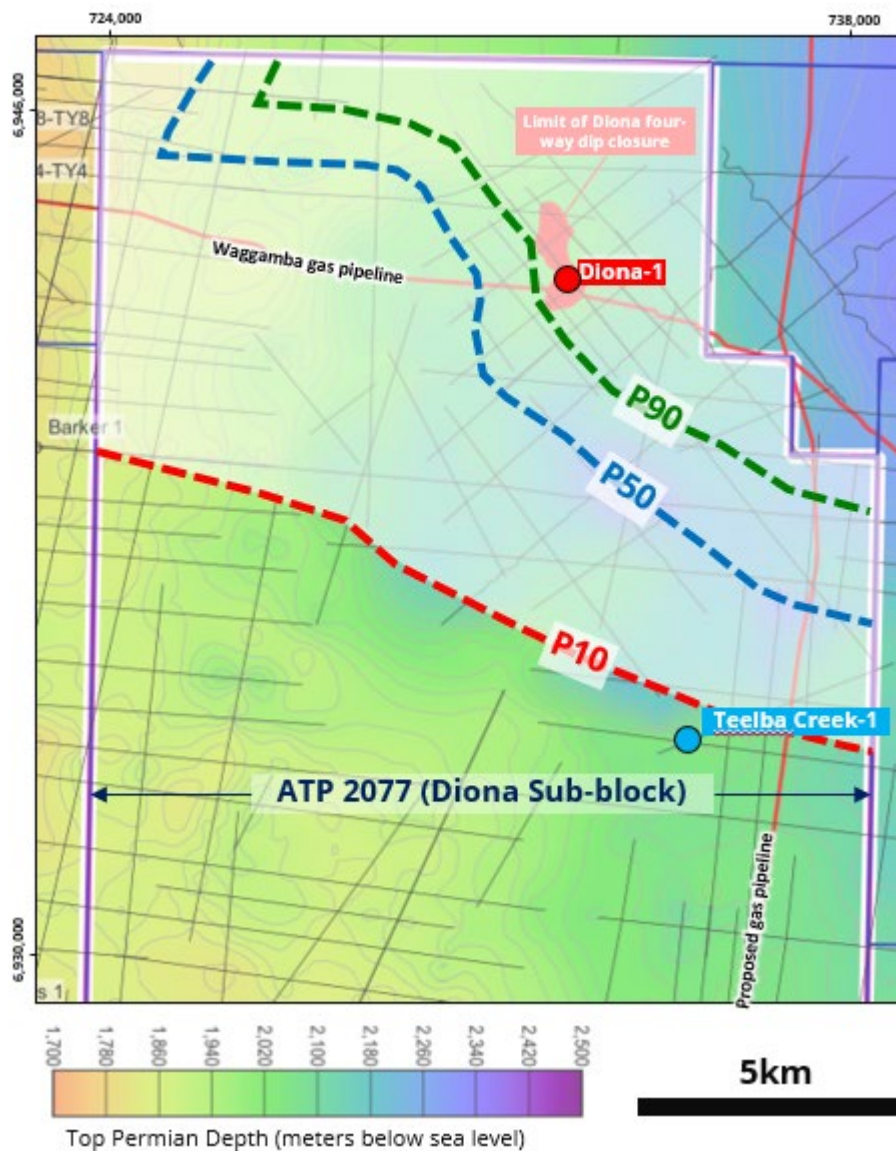 724,000
738,000
6,946,000
8-TY8
4-TY4
Limit of Diona four-
way dip closure
Waggamba gas pipeline
Diona-1
P90
Barker 1
P50
P10
Teelba Creek-1
ATP 2077 (Diona Sub-block)
Proposed gas pipeline
6,930,000
s 1
1,700
1,780
1,860
1,940
2,020
2,100
2,180
2,260
2,340
2,420
2,500
5km
Top Permian Depth (meters below sea level)